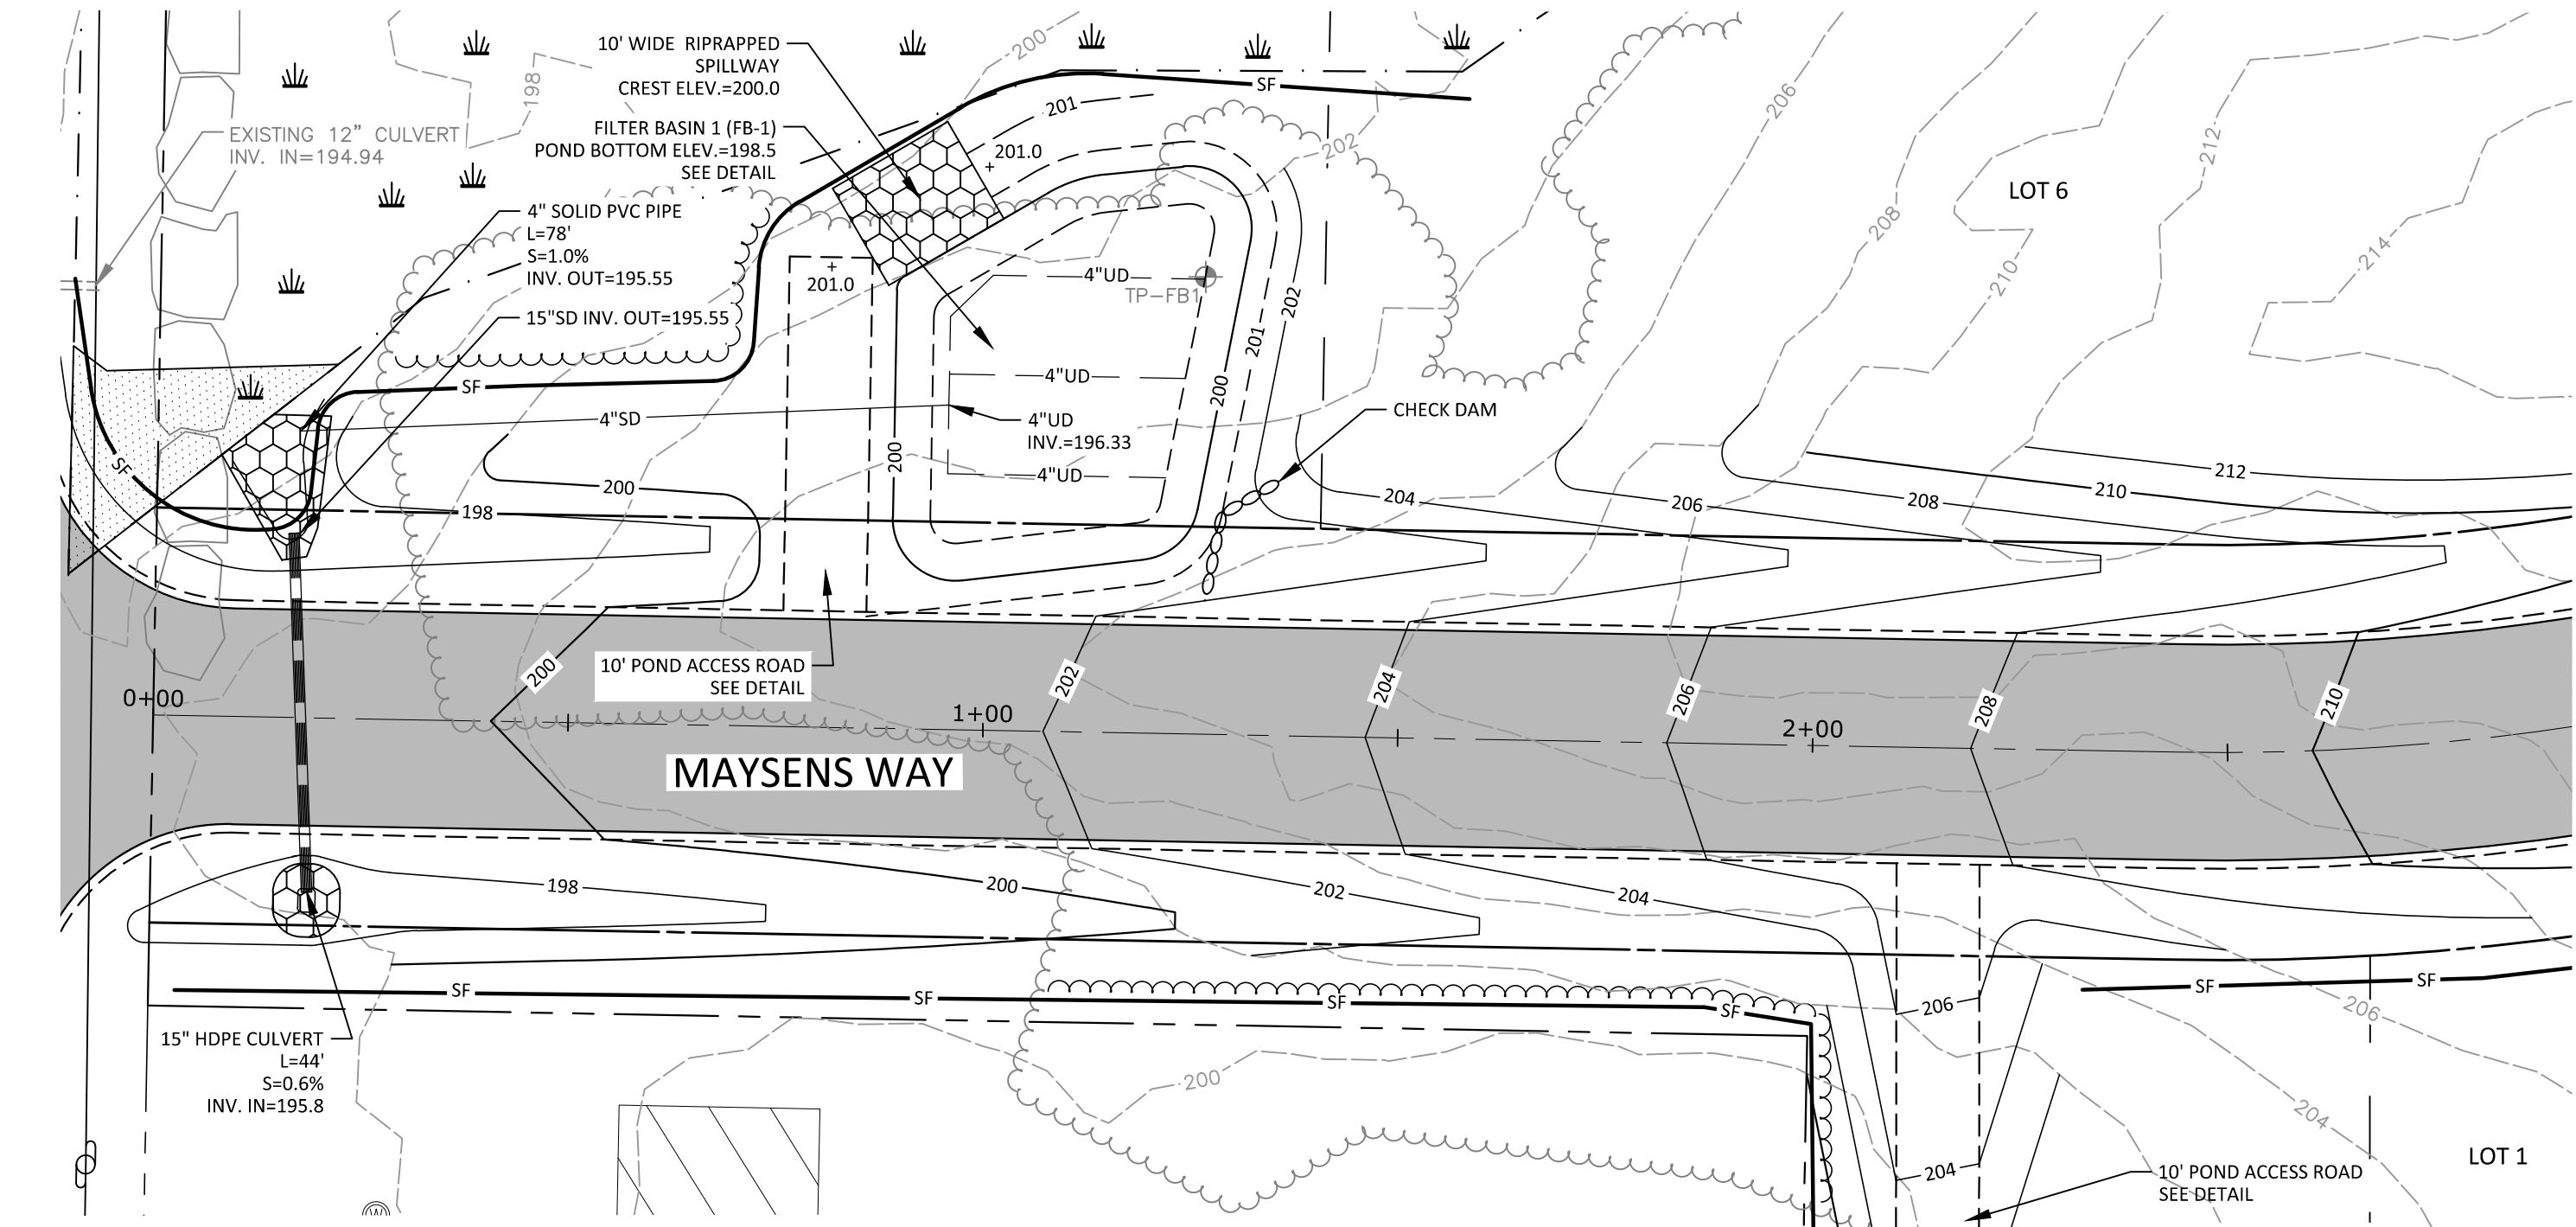 10' WIDE RIPRAPPED
SPILLWAY
CREST ELEV.=200.0
FILTER BASIN 1 (FB-1)
POND BOTTOM ELEV.=198.5
SEE DETAIL
EXISTING 12” CULVERT
INV. IN=194.94
4" SOLID PVC PIPE
L=78'
S=1.0%
INV. OUT=195.55
15"SD INV. OUT=195.55
198
200
201
SF
201.0
201.0
202
206
208
210
212
214
LOT 6
4"UD
TP-FB1
4"UD
4"UD
INV.=196.33
4"UD
4"SD
SF
SF
CHECK DAM
200
200
201
202
198
200
204
206
208
210
212
10' POND ACCESS ROAD
SEE DETAIL
200
202
204
206
208
210
0+00
1+00
2+00
MAYSENS WAY
198
200
202
204
206
SF
SF
SF
SF
SF
SF
15" HDPE CULVERT
L=44'
S=0.6%
INV. IN=195.8
200
206
204
204
LOT 1
10' POND ACCESS ROAD
SEE DETAIL
W